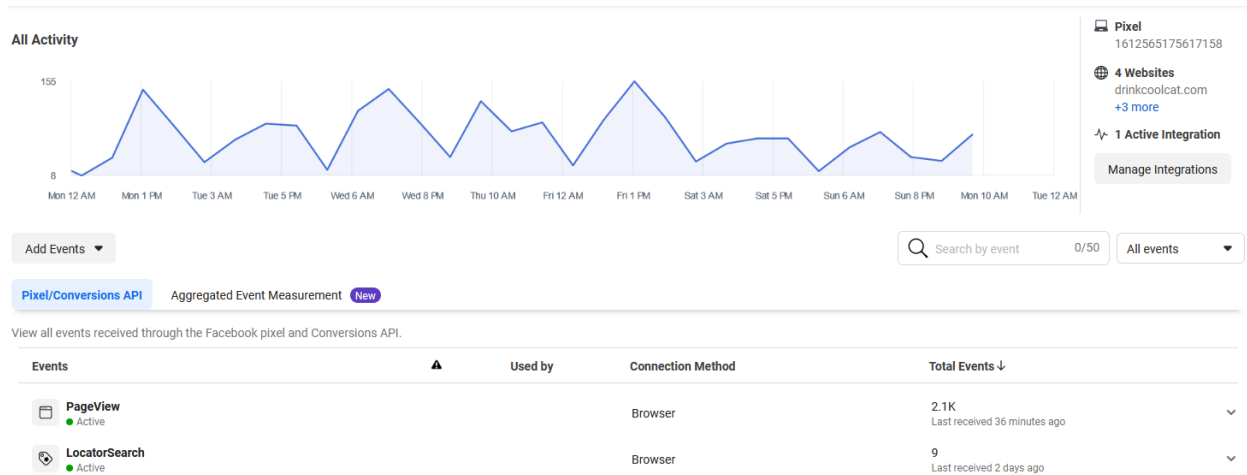 All Activity
155
8
Mon 12 AM
Mon 1 PM
Tue 3 AM
Tue 5 PM
Wed 6 AM
Wed 8 PM
Thu 10 AM
Fri 12 AM
Fri 1 PM
Sat 3 AM
Sat 5 PM
Sun 6 AM
Sun 8 PM
Mon 10 AM
Tue 12 AM
Pixel
1612565175617158
4 Websites
drinkcoolcat.com
+3 more
1 Active Integration
Manage Integrations
Add Events
Search by event 0/50
All events
Pixel/Conversions API
Aggregated Event Measurement New
View all events received through the Facebook pixel and Conversions API.
Events Used by Connection Method Total Events
PageView
Active
Browser
2.1K
Last received 36 minutes ago
LocatorSearch
Active
Browser
9
Last received 2 days ago